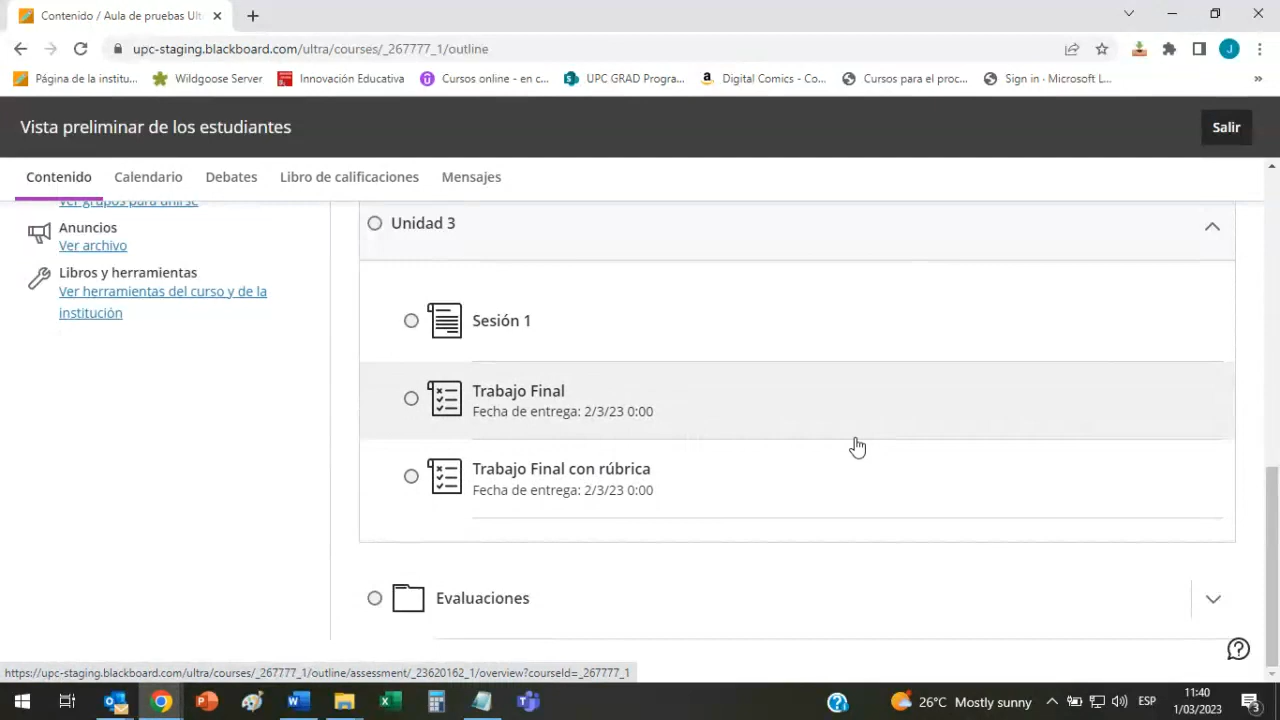 Contenido / Aula de pruebas Ult
upc-staging.blackboard.com/ultra/courses/_267777_1/outline
J
Página de la institu...
Wildgoose Server
Innovación Educativa
Cursos online - en c...
UPC GRAD Progra...
Digital Comics - Co...
Cursos para el proc...
Sign in · Microsoft I...
»
Vista preliminar de los estudiantes
Salir
Contenido
Calendario
Debates
Libro de calificaciones
Mensajes
Ver grupos para unirse
Anuncios
Ver archivo
Libros y herramientas
Ver herramientas del curso y de la
institución
Unidad 3
Sesión 1
Trabajo Final
Fecha de entrega: 2/3/23 0:00
Trabajo Final con rúbrica
Fecha de entrega: 2/3/23 0:00
Evaluaciones
https://upc-staging.blackboard.com/ultra/courses/_267777_1/outline/assessment/_23620162_1/overview?courseId=_267777_1
26°C Mostly sunny
ESP
11:40
1/03/2023
3